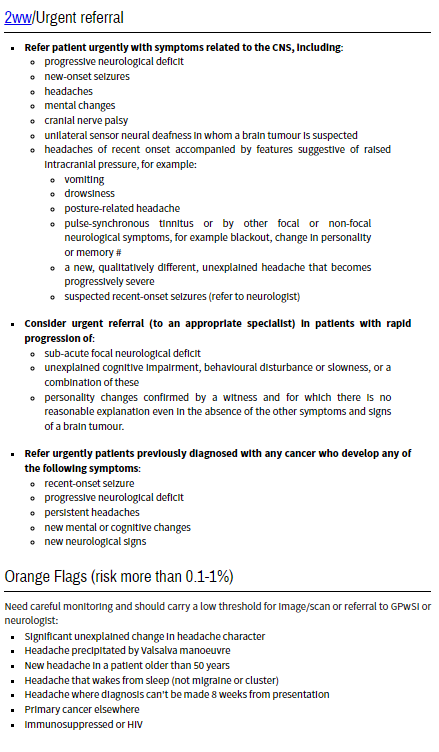 2ww/Urgent referral
Refer patient urgently with symptoms related to the CNS, including:
progressive neurological deficit
new-onset seizures
headaches
mental changes
cranial nerve palsy
unilateral sensor neural deafness in whom a brain tumour is suspected
headaches of recent onset accompanied by features suggestive of raised
intracranial pressure, for example:
vomiting
drowsiness
posture-related headache
pulse-synchronous tinnitus or by other focal or non-focal
neurological symptoms, for example blackout, change in personality
or memory #
a new, qualitatively different, unexplained headache that becomes
progressively severe
suspected recent-onset seizures (refer to neurologist)
Consider urgent referral (to an appropriate specialist) in patients with rapid
progression of:
sub-acute focal neurological deficit
unexplained cognitive impairment, behavioural disturbance or slowness, or a
combination of these
personality changes confirmed by a witness and for which there is no
reasonable explanation even in the absence of the other symptoms and signs
of a brain tumour.
Refer urgently patients previously diagnosed with any cancer who develop any of
the following symptoms:
recent-onset seizure
progressive neurological deficit
persistent headaches
new mental or cognitive changes
new neurological signs
Orange Flags (risk more than 0.1-1%)
Need careful monitoring and should carry a low threshold for image/scan or referral to GPwSI or
neurologist:
Significant unexplained change in headache character
Headache precipitated by Valsalva manoeuvre
New headache in a patient older than 50 years
Headache that wakes from sleep (not migraine or cluster)
Headache where diagnosis can't be made 8 weeks from presentation
Primary cancer elsewhere
Immunosuppressed or HIV